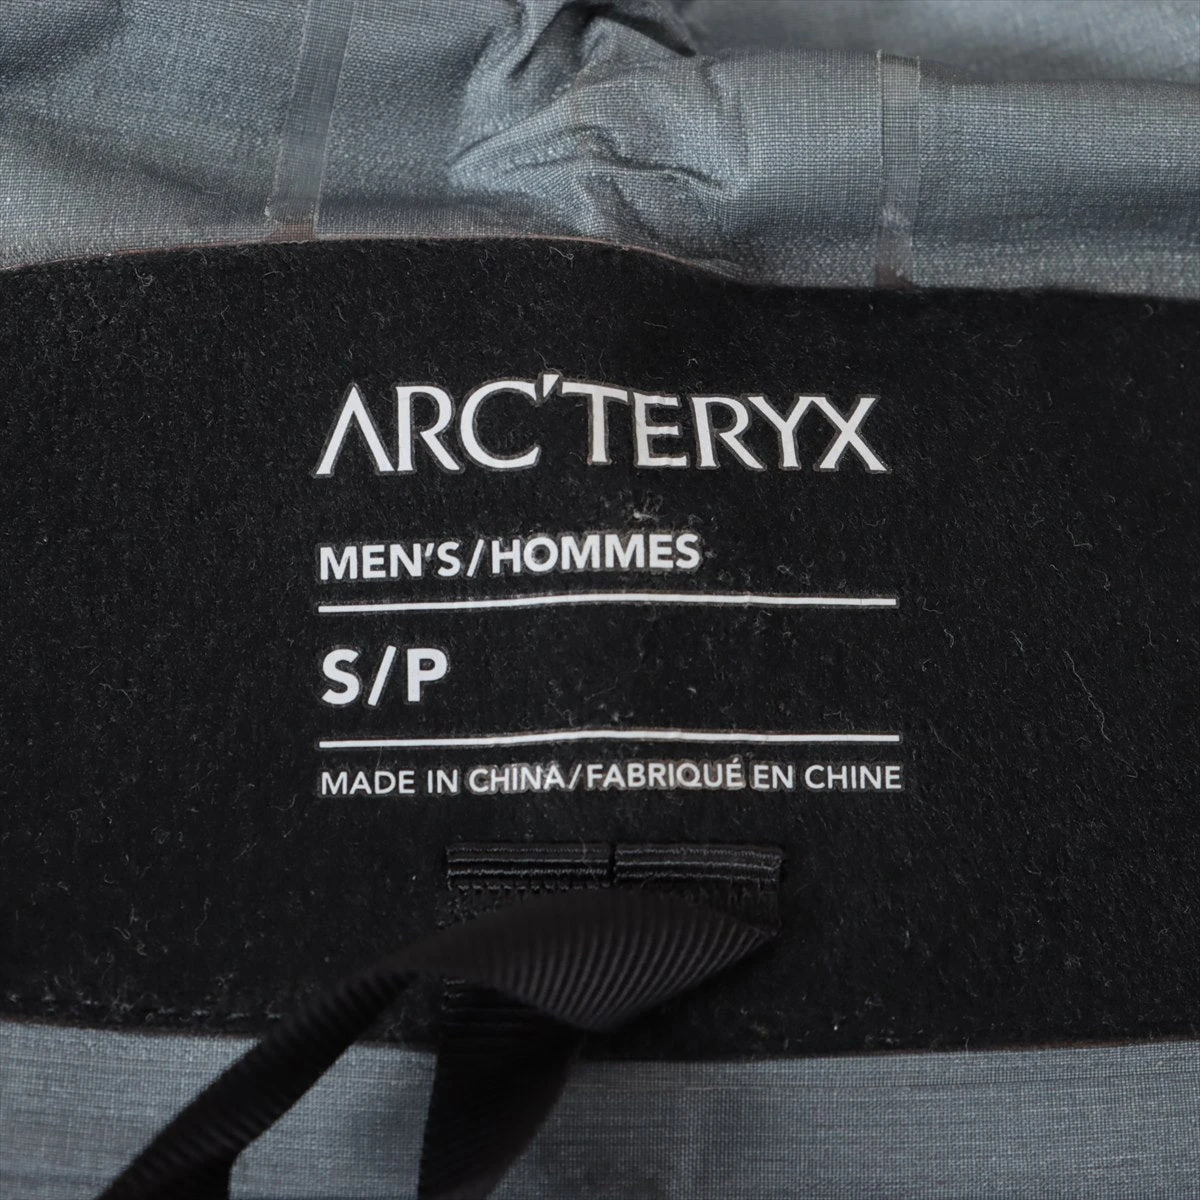 ARC'TERYX
MEN'S/HOMMES
S/P
MADE IN CHINA/FABRIQUÉ EN CHINE